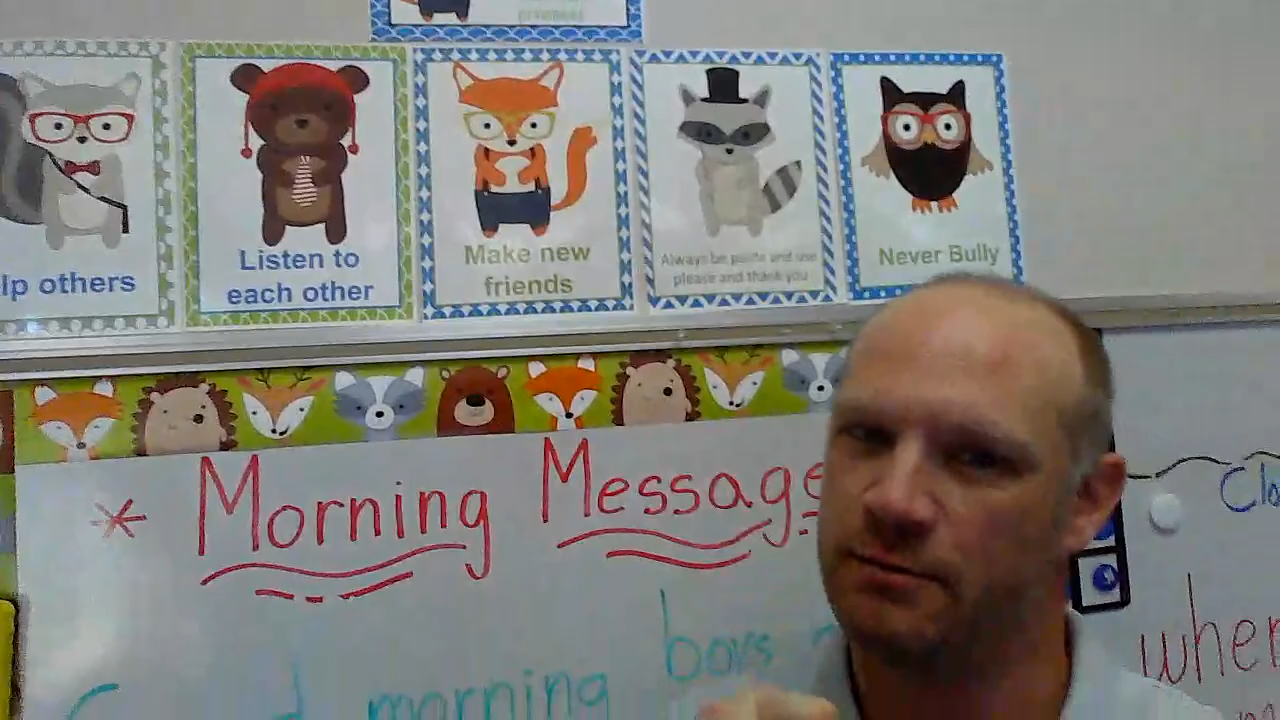 lp others
Listen to
each other
Make new
friends
Always be polite and use
please and thank you
Never Bully
* Morning Message
Cla
boys
morning
wher